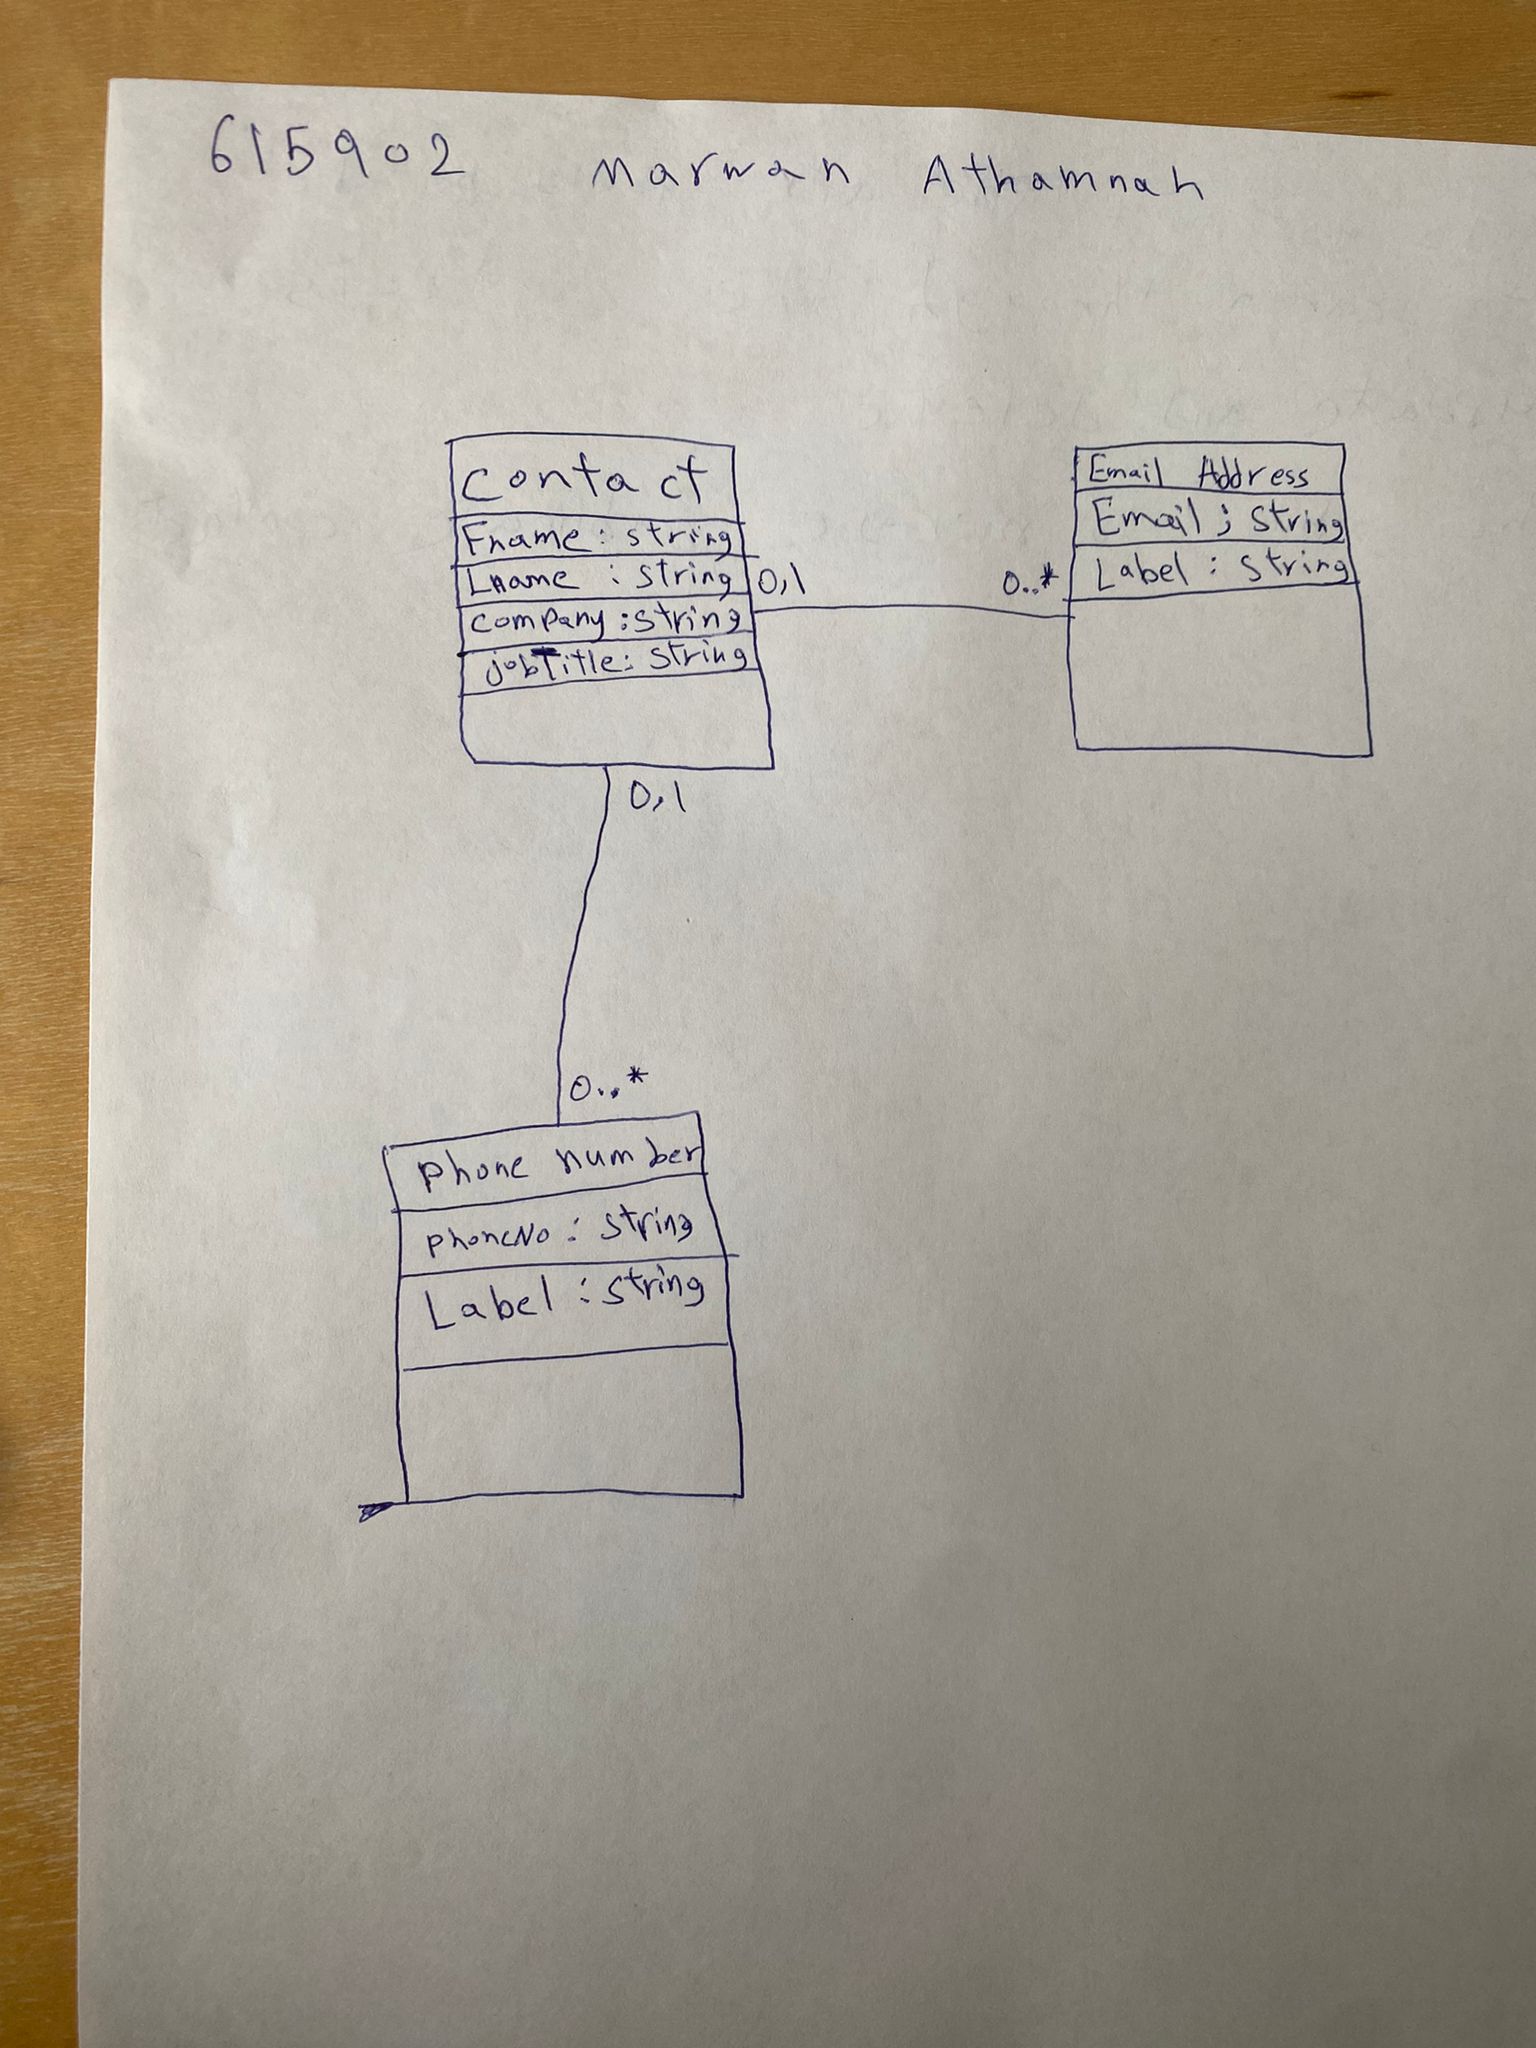 615902 Marwan Athamnah
Contact
Fname : string
Lname : string
company : string
jobTitle : string
0,1
0..*
Email Address
Email ; string
Label : string
0,1
0..*
phone number
phoneNo : string
Label : string